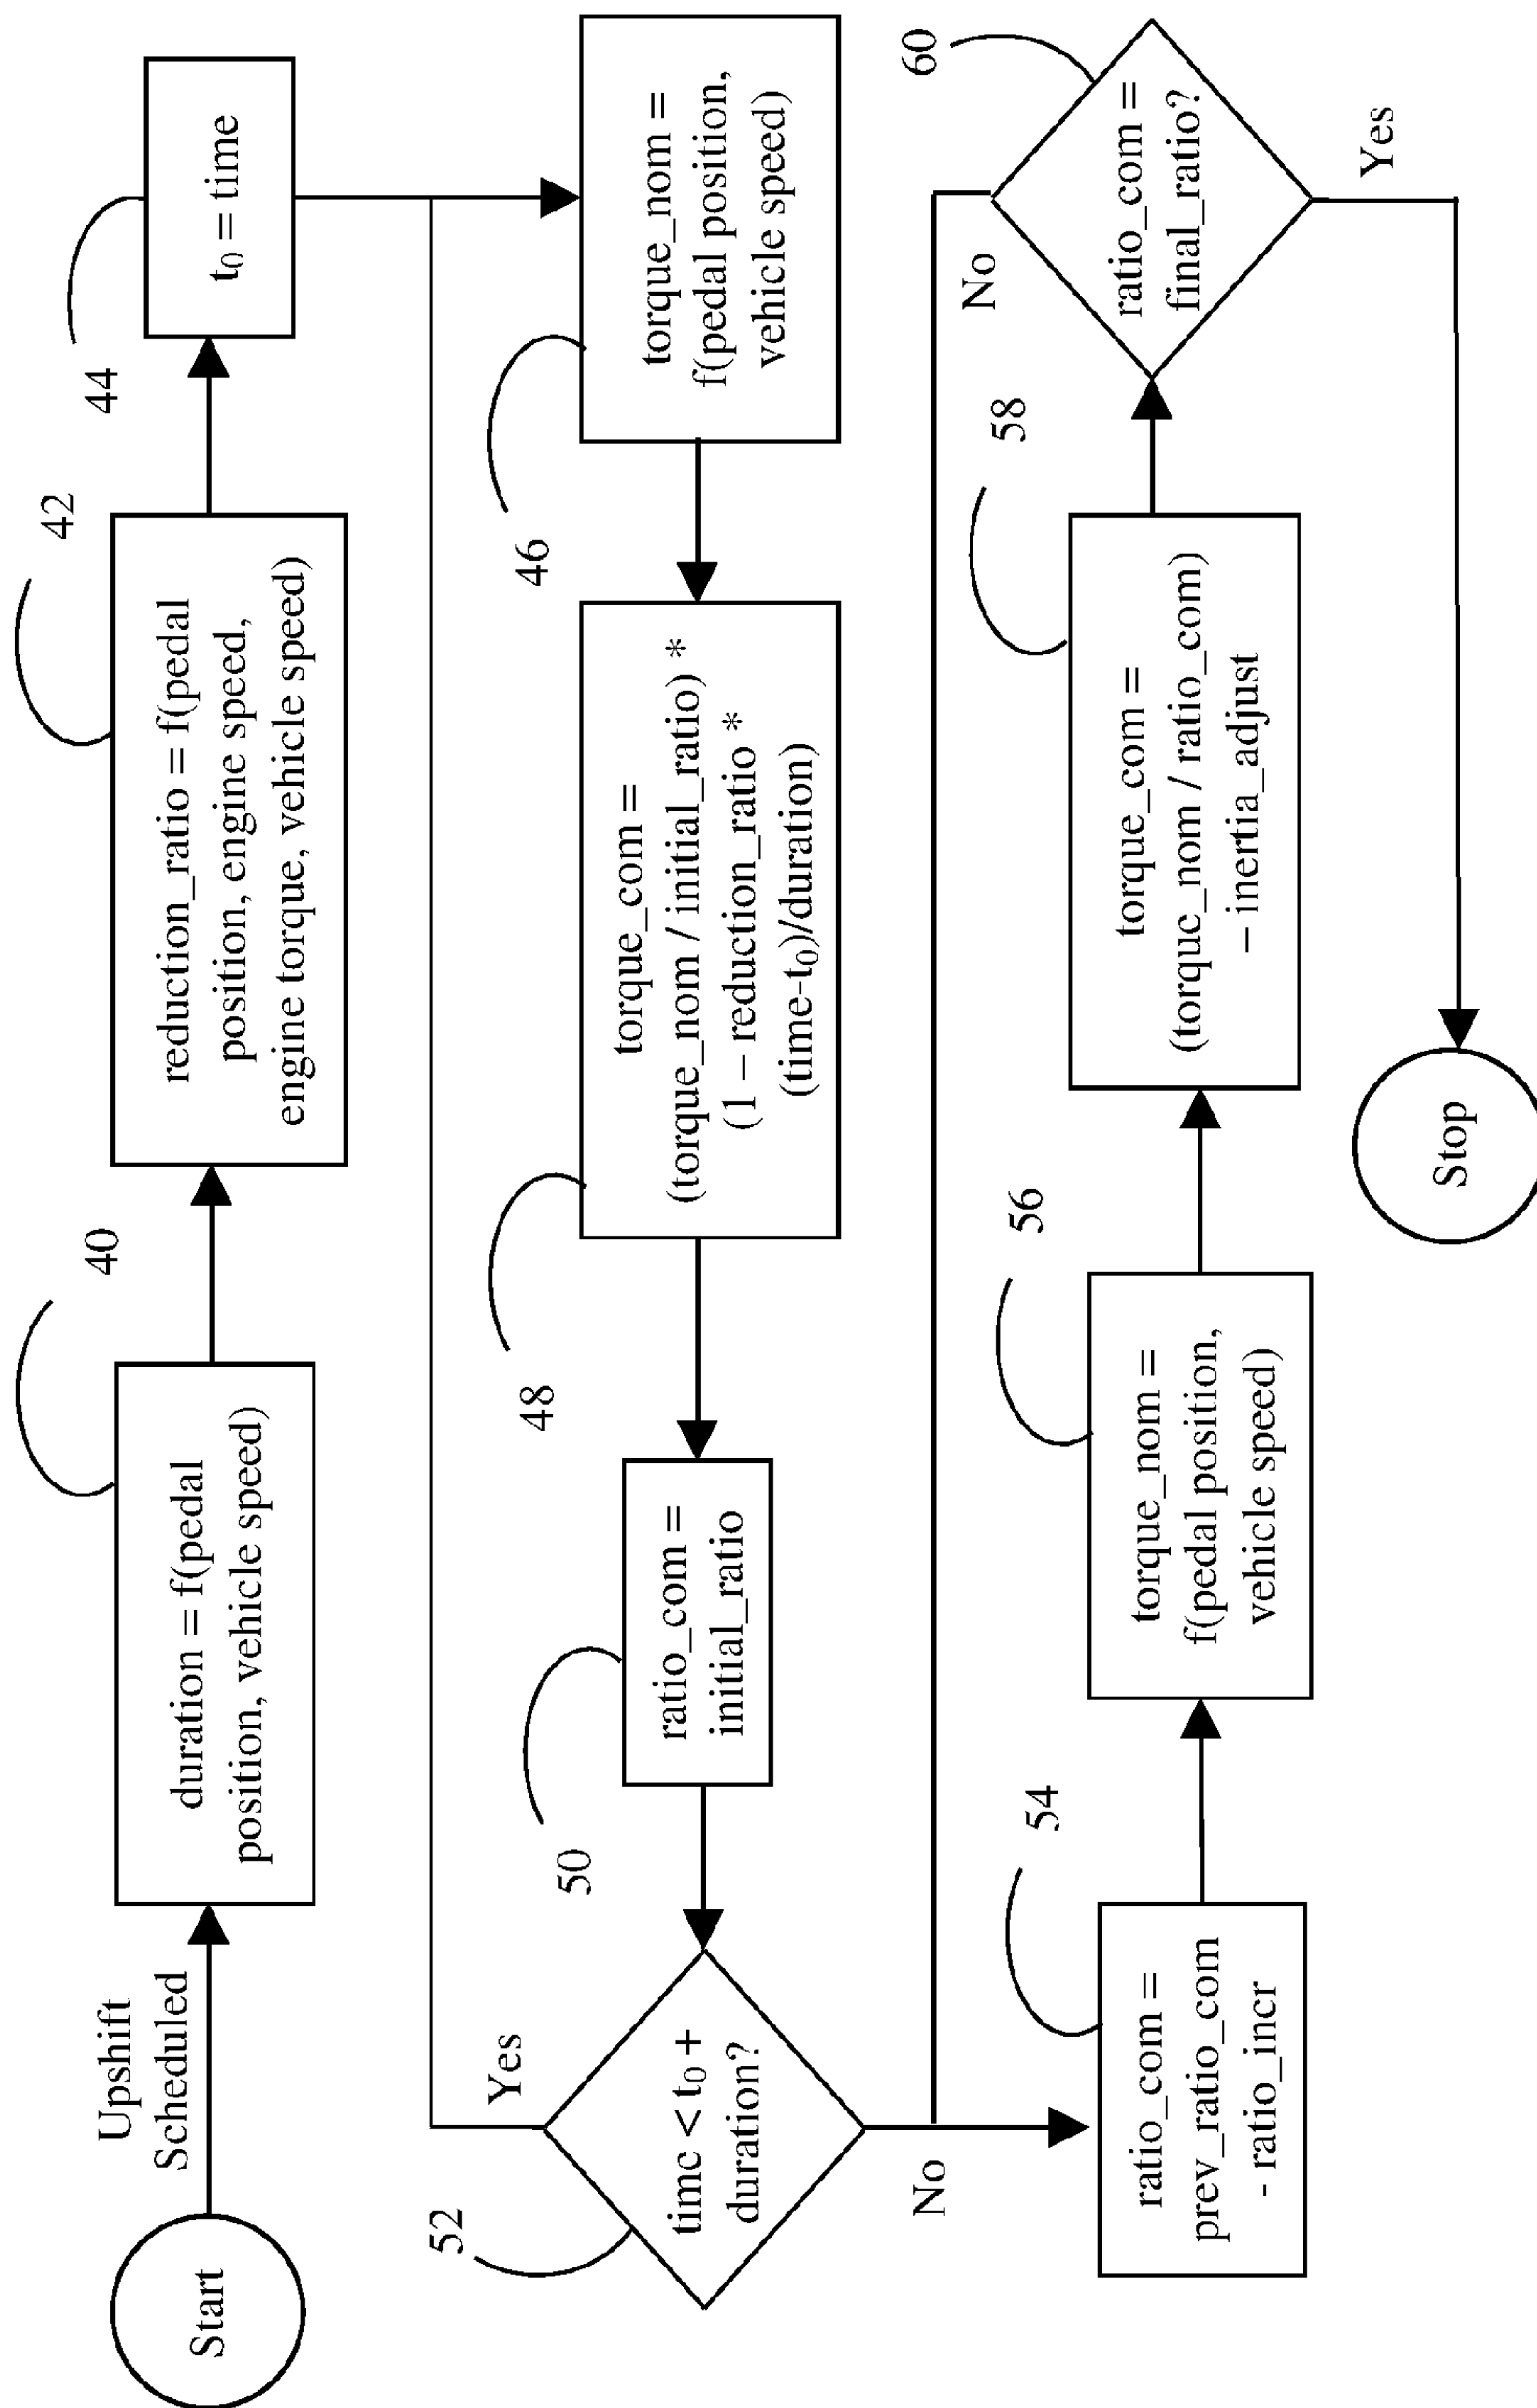 Start
Upshift
Scheduled
40
duration = f(pedal
position, vehicle speed)
42
reduction_ratio = f(pedal
position, engine speed,
engine torque, vehicle speed)
44
t₀ = time
46
torque_nom =
f(pedal position,
vehicle speed)
48
torque_com =
(torque_nom / initial_ratio) *
(1 – reduction_ratio *
(time-t₀)/duration)
50
ratio_com =
initial_ratio
52
time < t₀ +
duration?
Yes
No
54
ratio_com =
prev_ratio_com
- ratio_incr
56
torque_nom =
f(pedal position,
vehicle speed)
58
torque_com =
(torque_nom / ratio_com)
– inertia_adjust
60
ratio_com =
final_ratio?
No
Yes
Stop